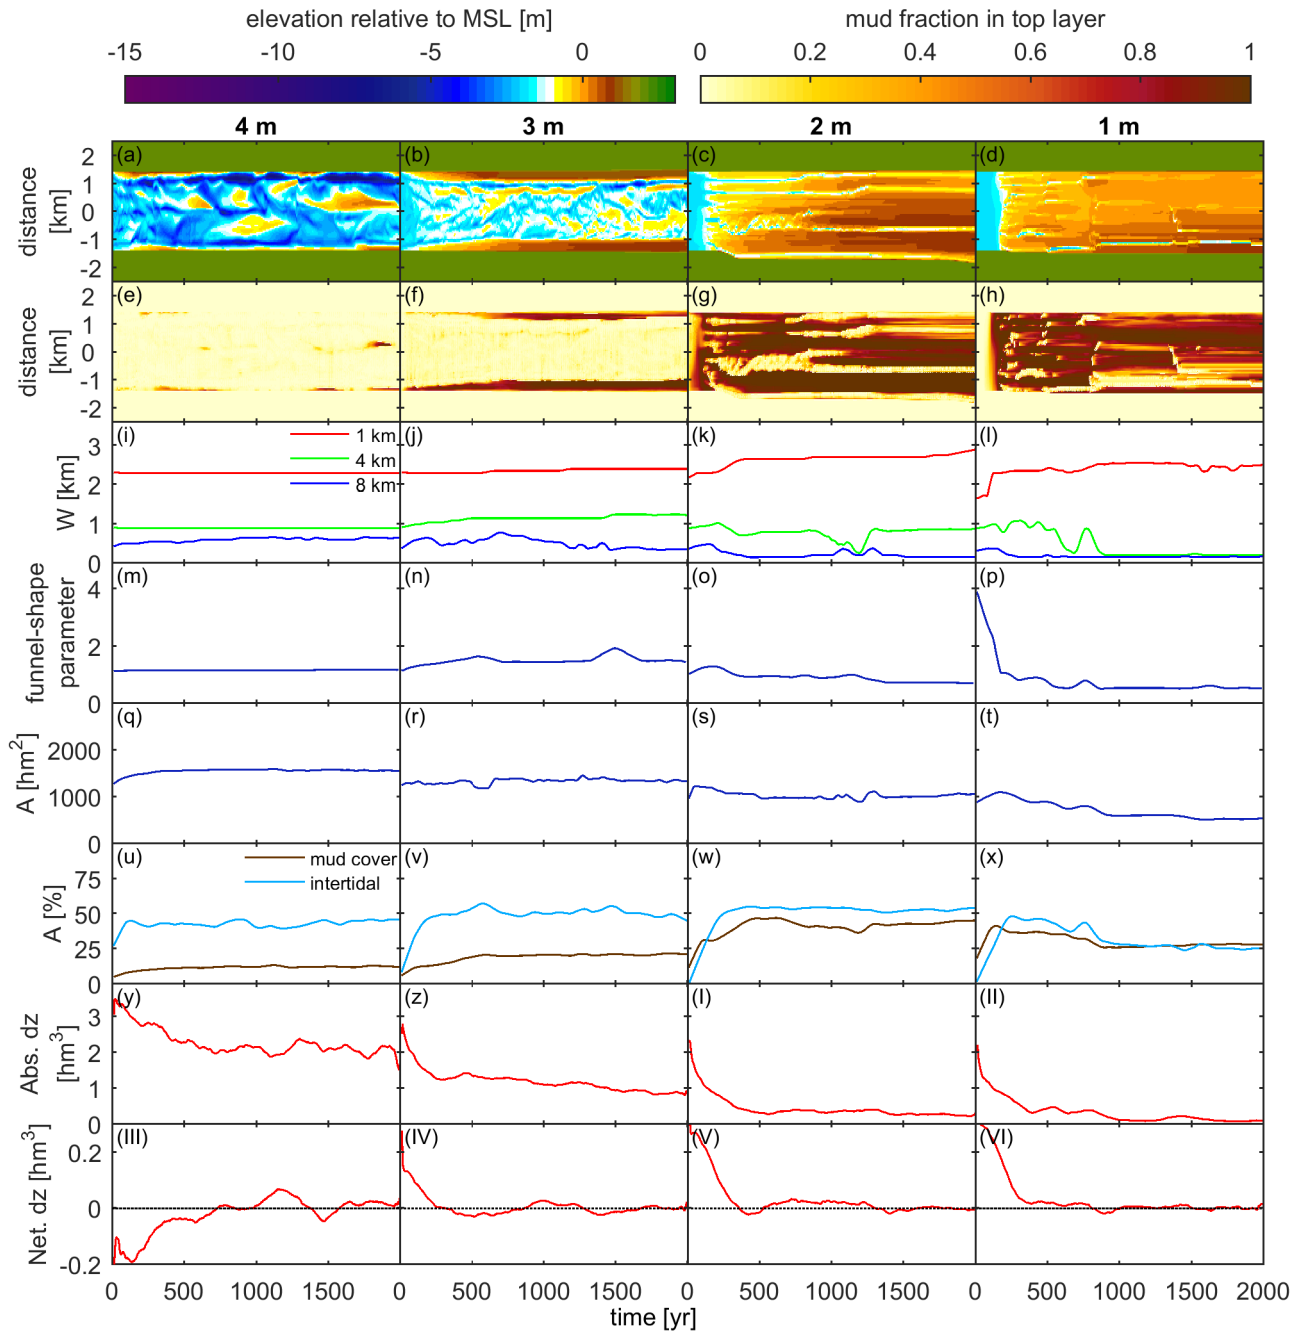 elevation relative to MSL [m]
mud fraction in top layer
-15 -10 -5 0
0 0.2 0.4 0.6 0.8 1
4 m 3 m 2 m 1 m
(a) (b) (c) (d)
2
1
0
-1
-2
distance
[km]
(e) (f) (g) (h)
2
1
0
-1
-2
distance
[km]
(i) (j) (k) (l)
1 km
4 km
8 km
3
2
1
0
W [km]
(m) (n) (o) (p)
4
2
0
funnel-shape
parameter
(q) (r) (s) (t)
2000
1000
0
A [hm²]
(u) (v) (w) (x)
mud cover
intertidal
75
50
25
0
A [%]
(y) (z) (I) (II)
3
2
1
0
Abs. dz
[hm³]
(III) (IV) (V) (VI)
0.2
0
-0.2
Net. dz [hm³]
0 500 1000 1500 0 500 1000 1500 0 500 1000 1500 0 500 1000 1500 2000
time [yr]